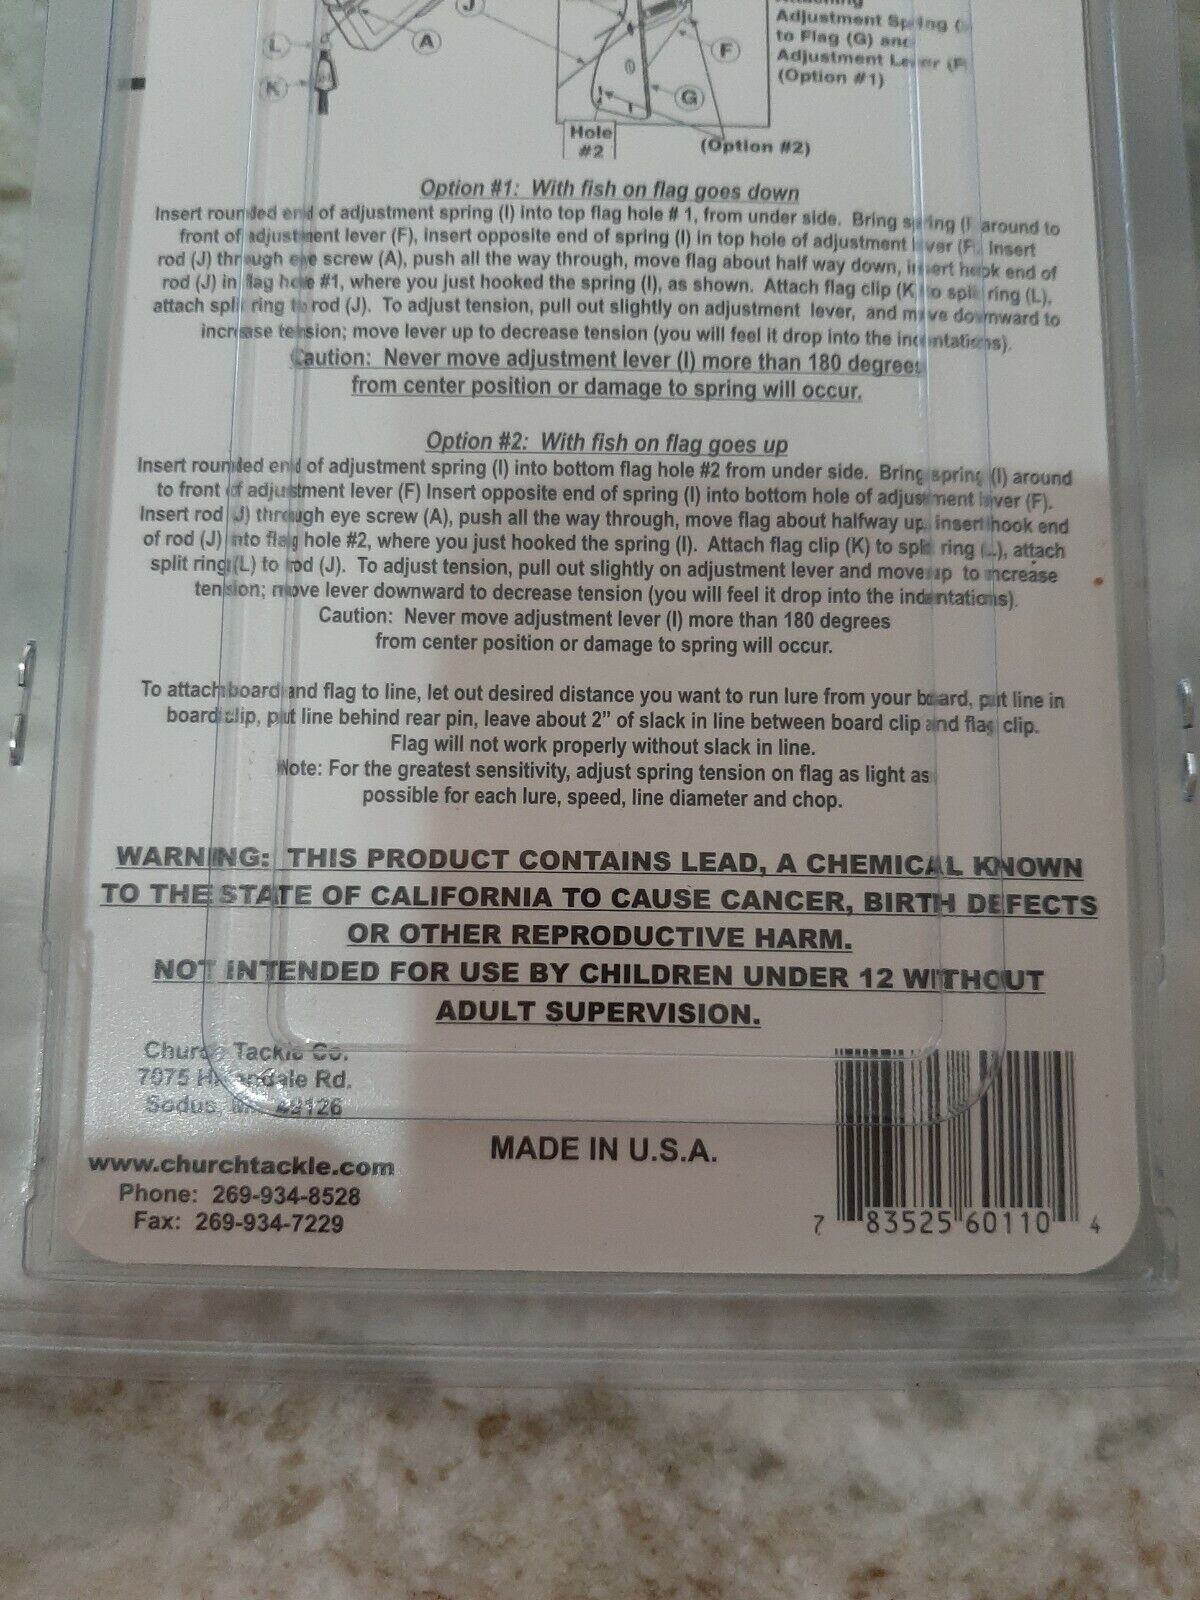 J
L
A
K
F
G
Adjustment Spring
to Flag (G) and
Adjustment Lever (F)
(Option #1)
Hole
#2
(Option #2)
Option #1: With fish on flag goes down
Insert rounded end of adjustment spring (I) into top flag hole # 1, from under side. Bring spring (I) around to
front of adjustment lever (F), insert opposite end of spring (I) in top hole of adjustment lever (F). Insert
rod (J) through eye screw (A), push all the way through, move flag about half way down, insert hook end of
rod (J) in flag hole #1, where you just hooked the spring (I), as shown. Attach flag clip (K) to split ring (L),
attach split ring to rod (J). To adjust tension, pull out slightly on adjustment lever, and move downward to
increase tension; move lever up to decrease tension (you will feel it drop into the indentations).
Caution: Never move adjustment lever (I) more than 180 degrees
from center position or damage to spring will occur.
Option #2: With fish on flag goes up
Insert rounded end of adjustment spring (I) into bottom flag hole #2 from under side. Bring spring (I) around
to front of adjustment lever (F) Insert opposite end of spring (I) into bottom hole of adjustment lever (F).
Insert rod (J) through eye screw (A), push all the way through, move flag about halfway up, insert hook end
of rod (J) into flag hole #2, where you just hooked the spring (I). Attach flag clip (K) to split ring (L), attach
split ring (L) to rod (J). To adjust tension, pull out slightly on adjustment lever and move up to increase
tension; move lever downward to decrease tension (you will feel it drop into the indentations).
Caution: Never move adjustment lever (I) more than 180 degrees
from center position or damage to spring will occur.
To attach board and flag to line, let out desired distance you want to run lure from your board, put line in
board clip, put line behind rear pin, leave about 2" of slack in line between board clip and flag clip.
Flag will not work properly without slack in line.
Note: For the greatest sensitivity, adjust spring tension on flag as light as
possible for each lure, speed, line diameter and chop.
WARNING: THIS PRODUCT CONTAINS LEAD, A CHEMICAL KNOWN
TO THE STATE OF CALIFORNIA TO CAUSE CANCER, BIRTH DEFECTS
OR OTHER REPRODUCTIVE HARM.
NOT INTENDED FOR USE BY CHILDREN UNDER 12 WITHOUT
ADULT SUPERVISION.
Church Tackle Co.
7075 Rd.
Sodus, 49126
MADE IN U.S.A.
www.churchtackle.com
Phone: 269-934-8528
Fax: 269-934-7229
7 83525 60110 4